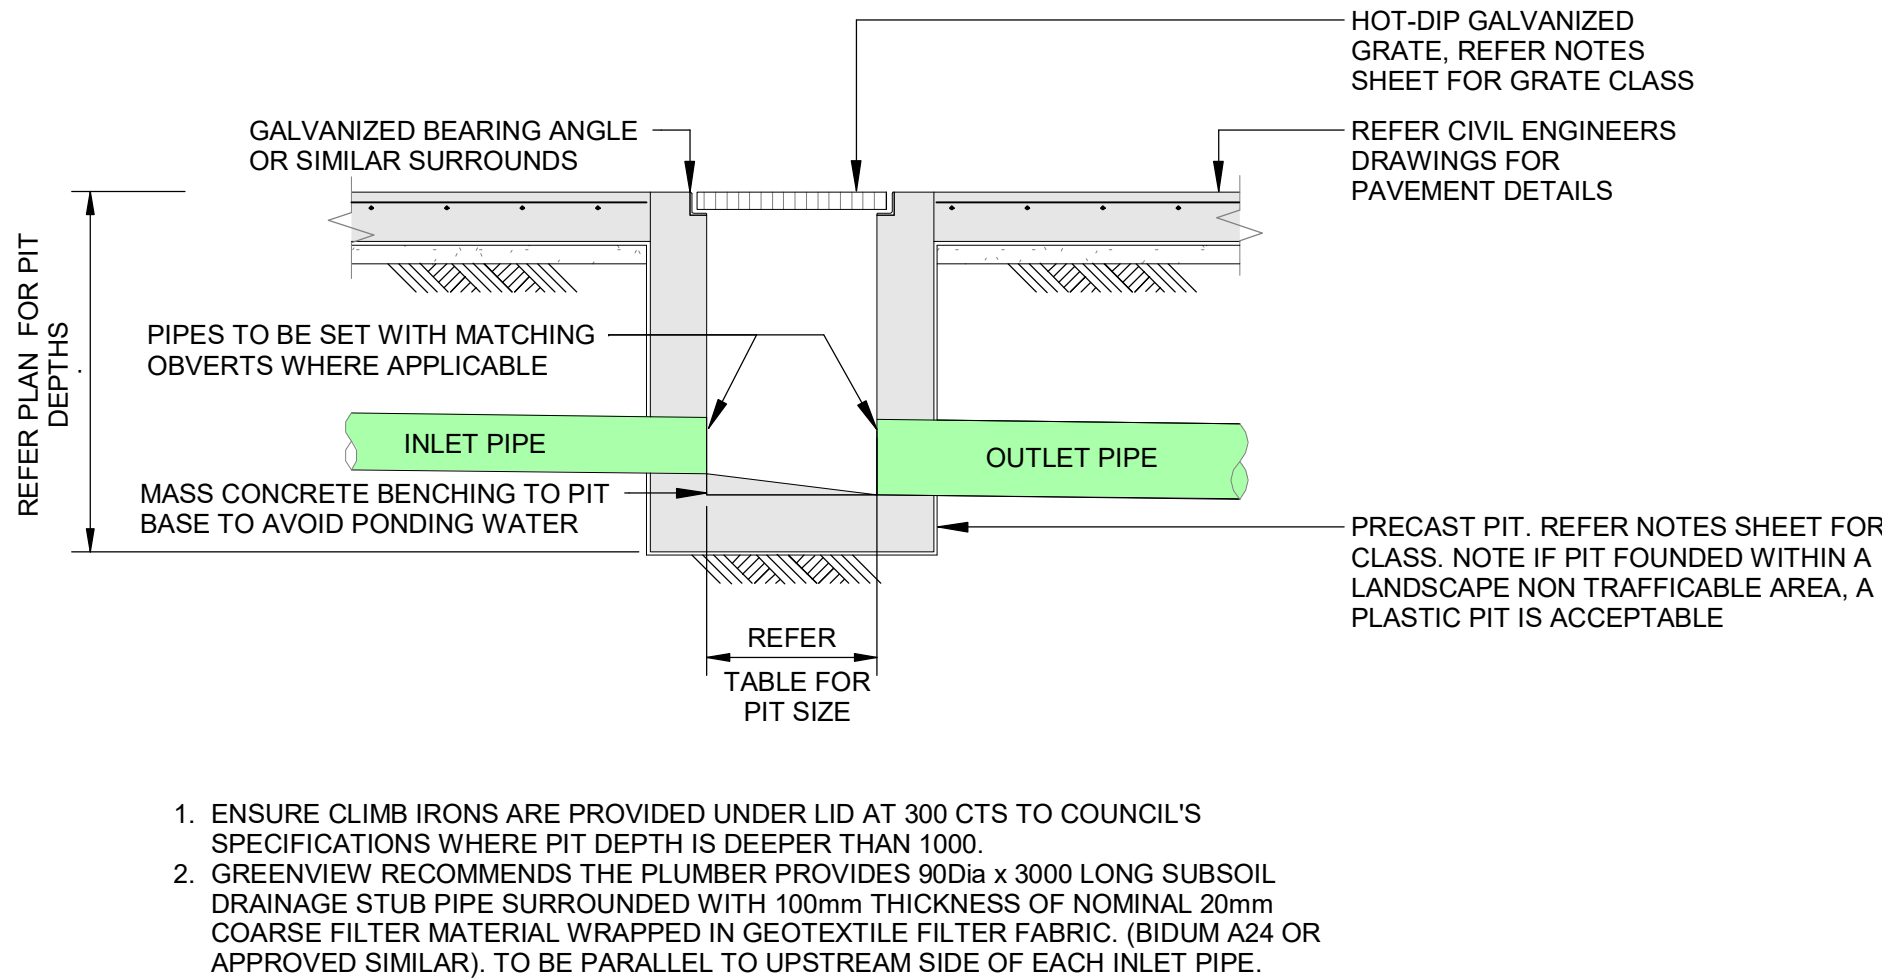 HOT-DIP GALVANIZED
GRATE, REFER NOTES
SHEET FOR GRATE CLASS
GALVANIZED BEARING ANGLE
OR SIMILAR SURROUNDS
REFER CIVIL ENGINEERS
DRAWINGS FOR
PAVEMENT DETAILS
REFER PLAN FOR PIT
DEPTHS
.
PIPES TO BE SET WITH MATCHING
OBVERTS WHERE APPLICABLE
INLET PIPE
OUTLET PIPE
MASS CONCRETE BENCHING TO PIT
BASE TO AVOID PONDING WATER
PRECAST PIT. REFER NOTES SHEET FOR
CLASS. NOTE IF PIT FOUNDED WITHIN A
LANDSCAPE NON TRAFFICABLE AREA, A
PLASTIC PIT IS ACCEPTABLE
REFER
TABLE FOR
PIT SIZE
1. ENSURE CLIMB IRONS ARE PROVIDED UNDER LID AT 300 CTS TO COUNCIL'S
SPECIFICATIONS WHERE PIT DEPTH IS DEEPER THAN 1000.
2. GREENVIEW RECOMMENDS THE PLUMBER PROVIDES 90Dia x 3000 LONG SUBSOIL
DRAINAGE STUB PIPE SURROUNDED WITH 100mm THICKNESS OF NOMINAL 20mm
COARSE FILTER MATERIAL WRAPPED IN GEOTEXTILE FILTER FABRIC. (BIDUM A24 OR
APPROVED SIMILAR). TO BE PARALLEL TO UPSTREAM SIDE OF EACH INLET PIPE.